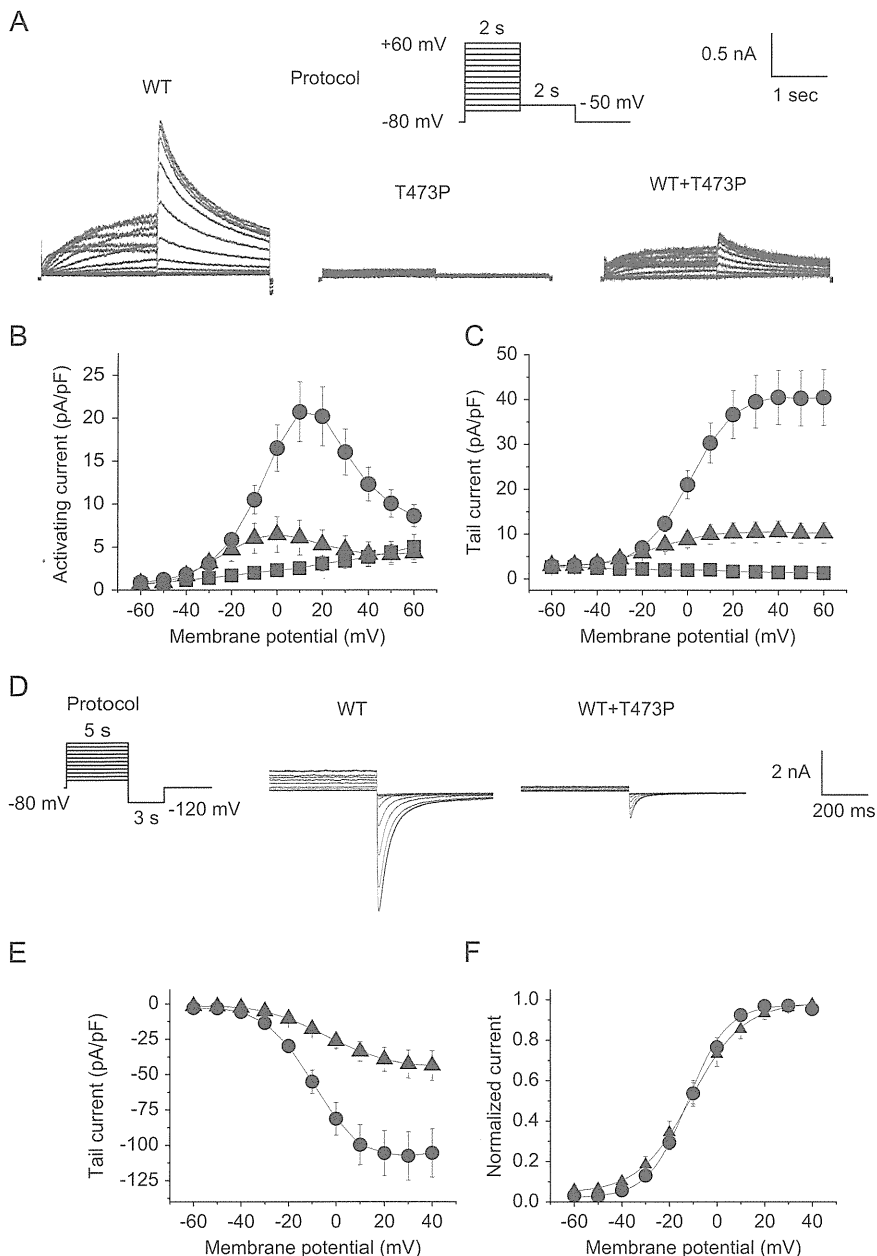 A
2 s
+60 mV
0.5 nA
WT
Protocol
2 s
-50 mV
1 sec
-80 mV
T473P
WT+T473P
B
C
25
20
15
10
5
0
Activating current (pA/pF)
-60 -40 -20 0 20 40 60
Membrane potential (mV)
50
40
30
20
10
0
Tail current (pA/pF)
-60 -40 -20 0 20 40 60
Membrane potential (mV)
D
Protocol
5 s
WT
WT+T473P
2 nA
-80 mV
-120 mV
3 s
200 ms
E
F
0
-25
-50
-75
-100
-125
Tail current (pA/pF)
-60 -40 -20 0 20 40
Membrane potential (mV)
1.0
0.8
0.6
0.4
0.2
0.0
Normalized current
-60 -40 -20 0 20 40
Membrane potential (mV)